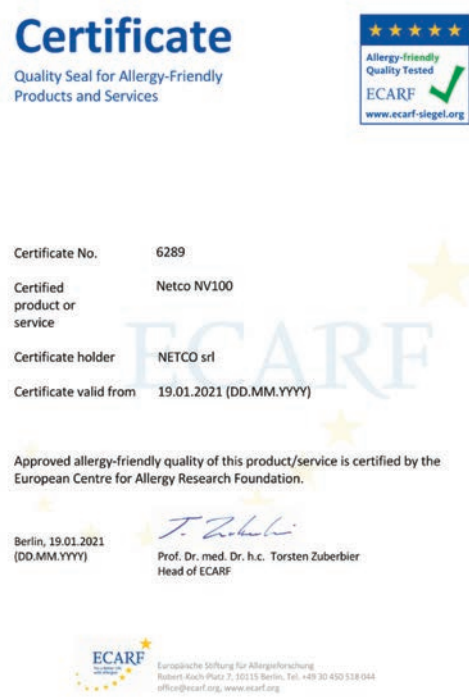 Certificate
Quality Seal for Allergy-Friendly
Products and Services
Allergy-friendly
Quality Tested
ECARF
www.ecarf-siegel.org
Certificate No. 6289
Certified
product or
service
Netco NV100
ECARF
Certificate holder NETCO srl
Certificate valid from 19.01.2021 (DD.MM.YYYY)
Approved allergy-friendly quality of this product/service is certified by the
European Centre for Allergy Research Foundation.
Berlin, 19.01.2021
(DD.MM.YYYY)
Prof. Dr. med. Dr. h.c. Torsten Zuberbier
Head of ECARF
ECARF
Europäische Stiftung für Allergieforschung
Robert-Koch-Platz 7, 10115 Berlin, Tel. +49 30 450 518 044
office@ecarf.org, www.ecarf.org